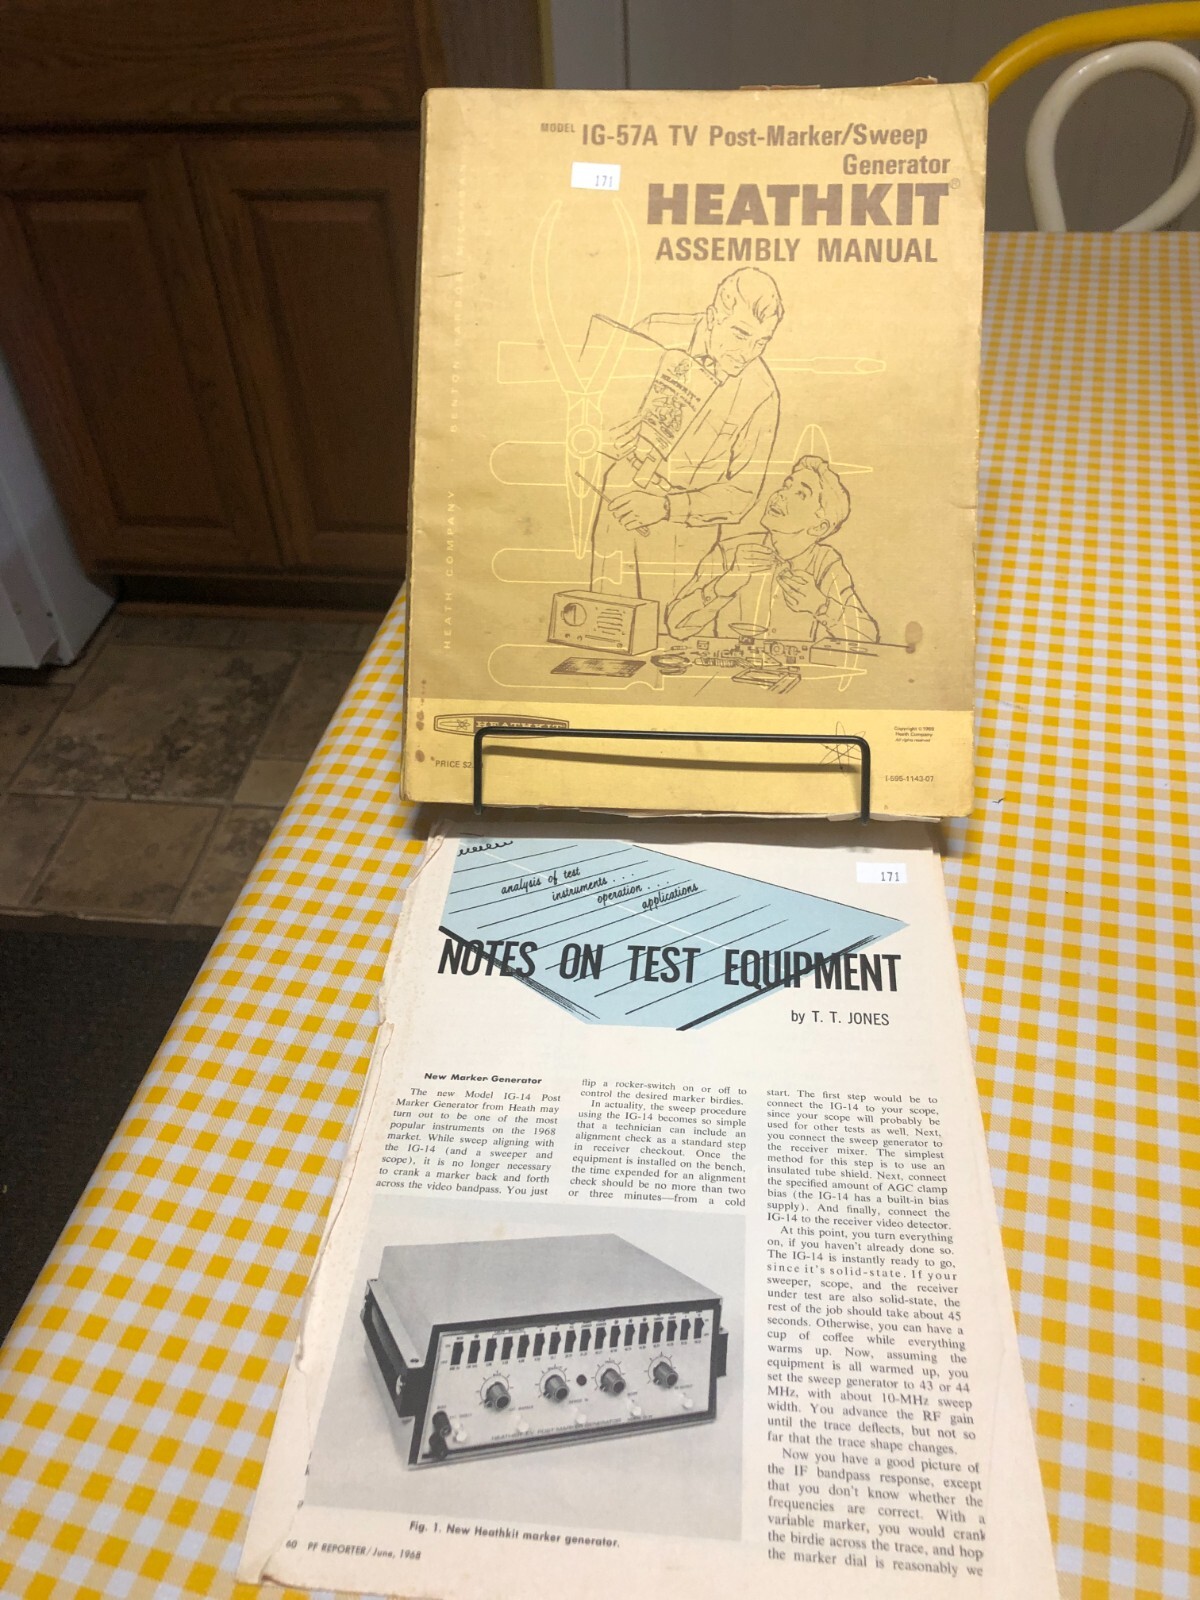 MODEL IG-57A TV Post-Marker/Sweep
Generator
171
HEATHKIT®
ASSEMBLY MANUAL
HEATH COMPANY BENTON HARBOR, MICHIGAN
HEATHKIT
HEATHKIT
PRICE $2.
Heath Company
All rights reserved
595-1143-07
analysis of test
instruments . . .
operation . . .
applications
171
NOTES ON TEST EQUIPMENT
by T. T. JONES
New Marker Generator
The new Model IG-14 Post
Marker Generator from Heath may
turn out to be one of the most
popular instruments on the 1968
market. While sweep aligning with
the IG-14 (and a sweeper and
scope), it is no longer necessary
to crank a marker back and forth
across the video bandpass. You just
flip a rocker-switch on or off to
control the desired marker birdies.
In actuality, the sweep procedure
using the IG-14 becomes so simple
that a technician can include an
alignment check as a standard step
in receiver checkout. Once the
equipment is installed on the bench,
the time expended for an alignment
check should be no more than two
or three minutes—from a cold
start. The first step would be to
connect the IG-14 to your scope,
since your scope will probably be
used for other tests as well. Next,
you connect the sweep generator to
the receiver mixer. The simplest
method for this step is to use an
insulated tube shield. Next, connect
the specified amount of AGC clamp
bias (the IG-14 has a built-in bias
supply). And finally, connect the
IG-14 to the receiver video detector.
At this point, you turn everything
on, if you haven't already done so.
The IG-14 is instantly ready to go,
since it's solid-state. If your
sweeper, scope, and the receiver
under test are also solid-state, the
rest of the job should take about 45
seconds. Otherwise, you can have a
cup of coffee while everything
warms up. Now, assuming the
equipment is all warmed up, you
set the sweep generator to 43 or 44
MHz, with about 10-MHz sweep
width. You advance the RF gain
until the trace deflects, but not so
far that the trace shape changes.
Now you have a good picture of
the IF bandpass response, except
that you don't know whether the
frequencies are correct. With a
variable marker, you would crank
the birdie across the trace, and hop
the marker dial is reasonably we
HEATHKIT POST MARKER GENERATOR
Fig. 1. New Heathkit marker generator.
60 PF REPORTER/June, 1968